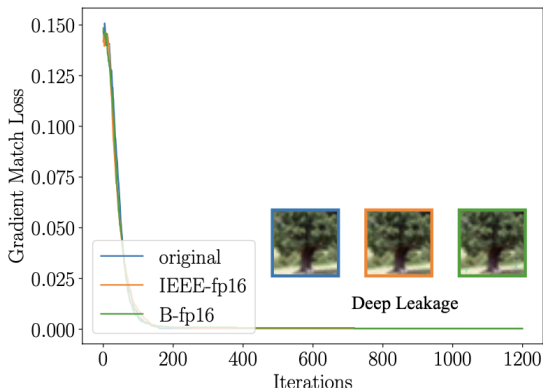 0.150
0.125
0.100
0.075
0.050
0.025
0.000
Gradient Match Loss
original
IEEE-fp16
B-fp16
Deep Leakage
0 200 400 600 800 1000 1200
Iterations